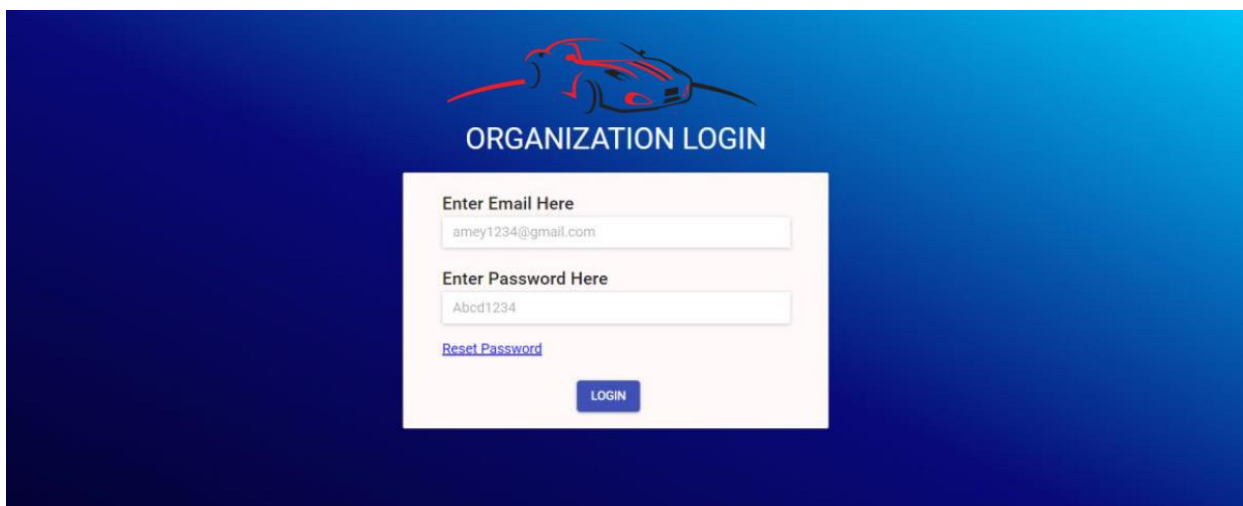 ORGANIZATION LOGIN
Enter Email Here
amey1234@gmail.com
Enter Password Here
Abcd1234
Reset Password
LOGIN